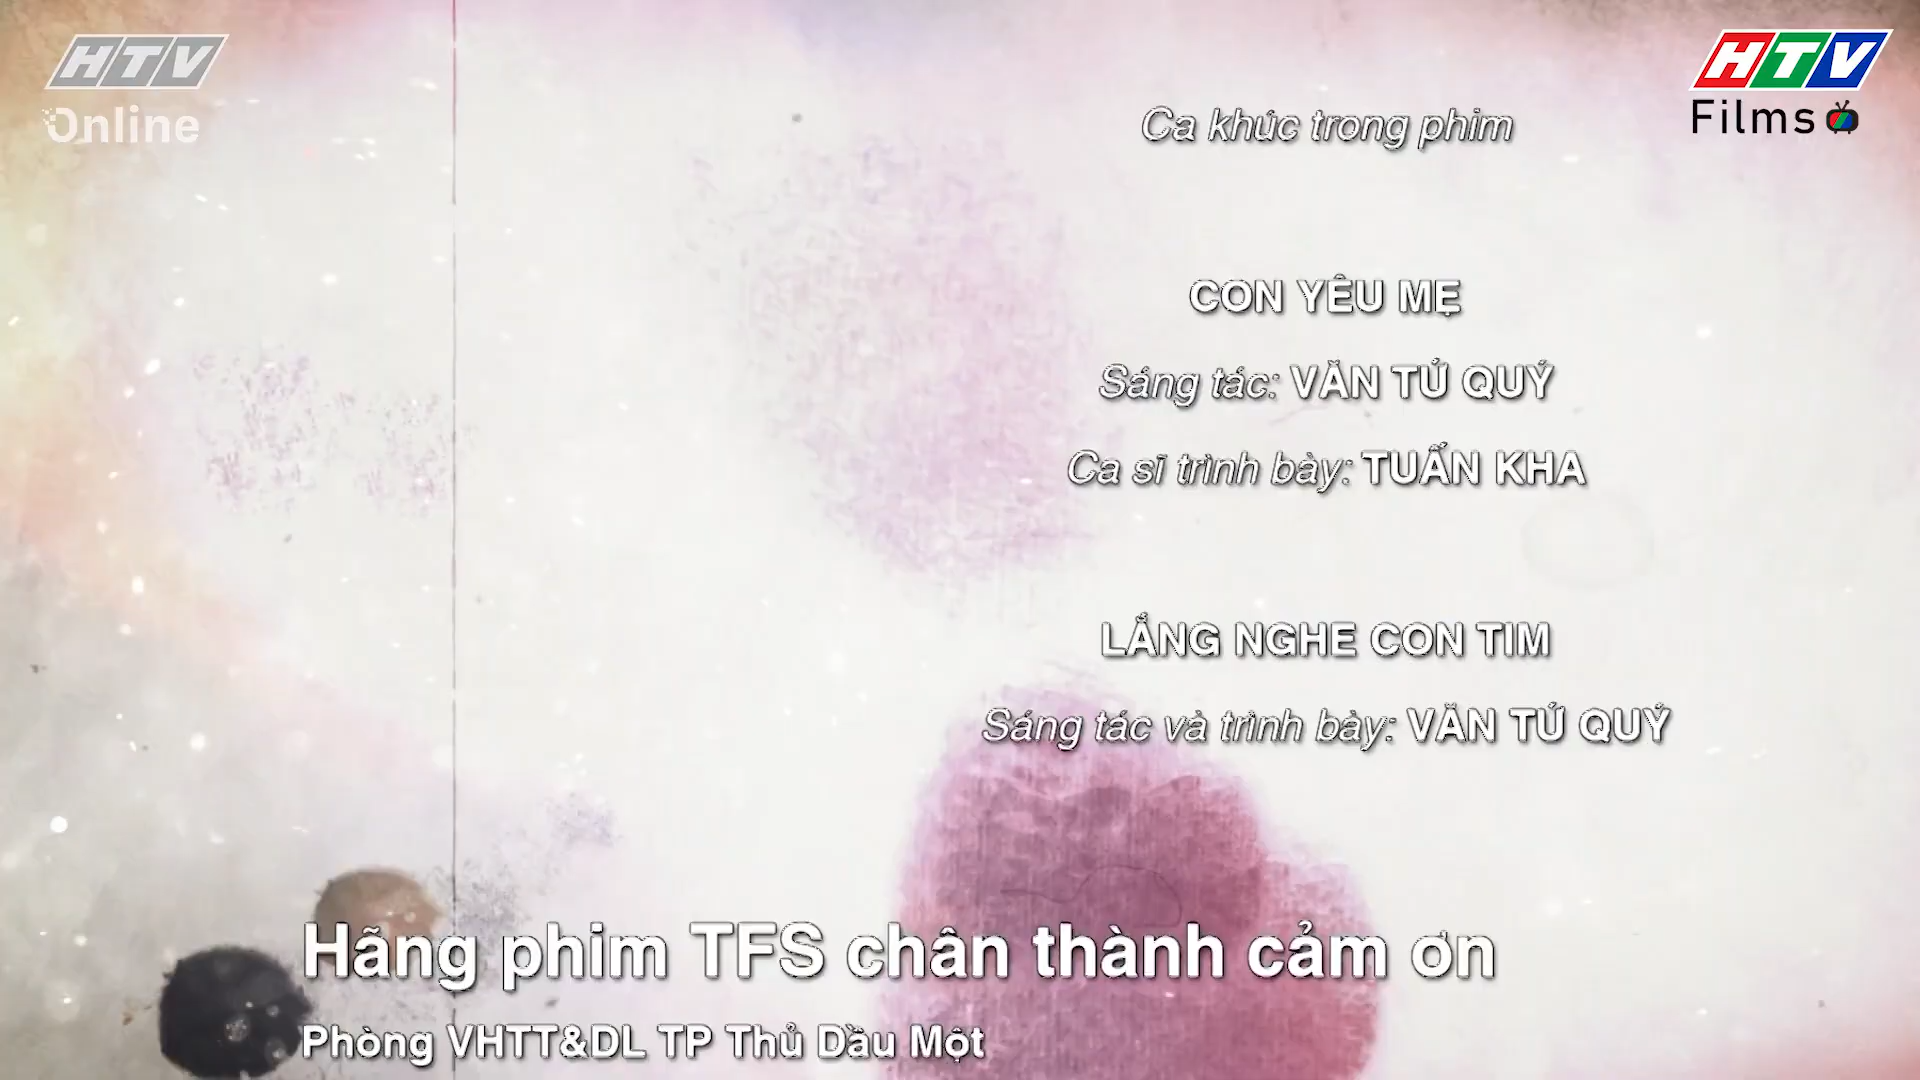 HTV
Online
HTV
Films
Ca khúc trong phim
CON YÊU MẸ
Sáng tác: VĂN TỨ QUÝ
Ca sĩ trình bày: TUẤN KHA
LẮNG NGHE CON TIM
Sáng tác và trình bày: VĂN TỨ QUÝ
Hãng phim TFS chân thành cảm ơn
Phòng VHTT&DL TP Thủ Dầu Một